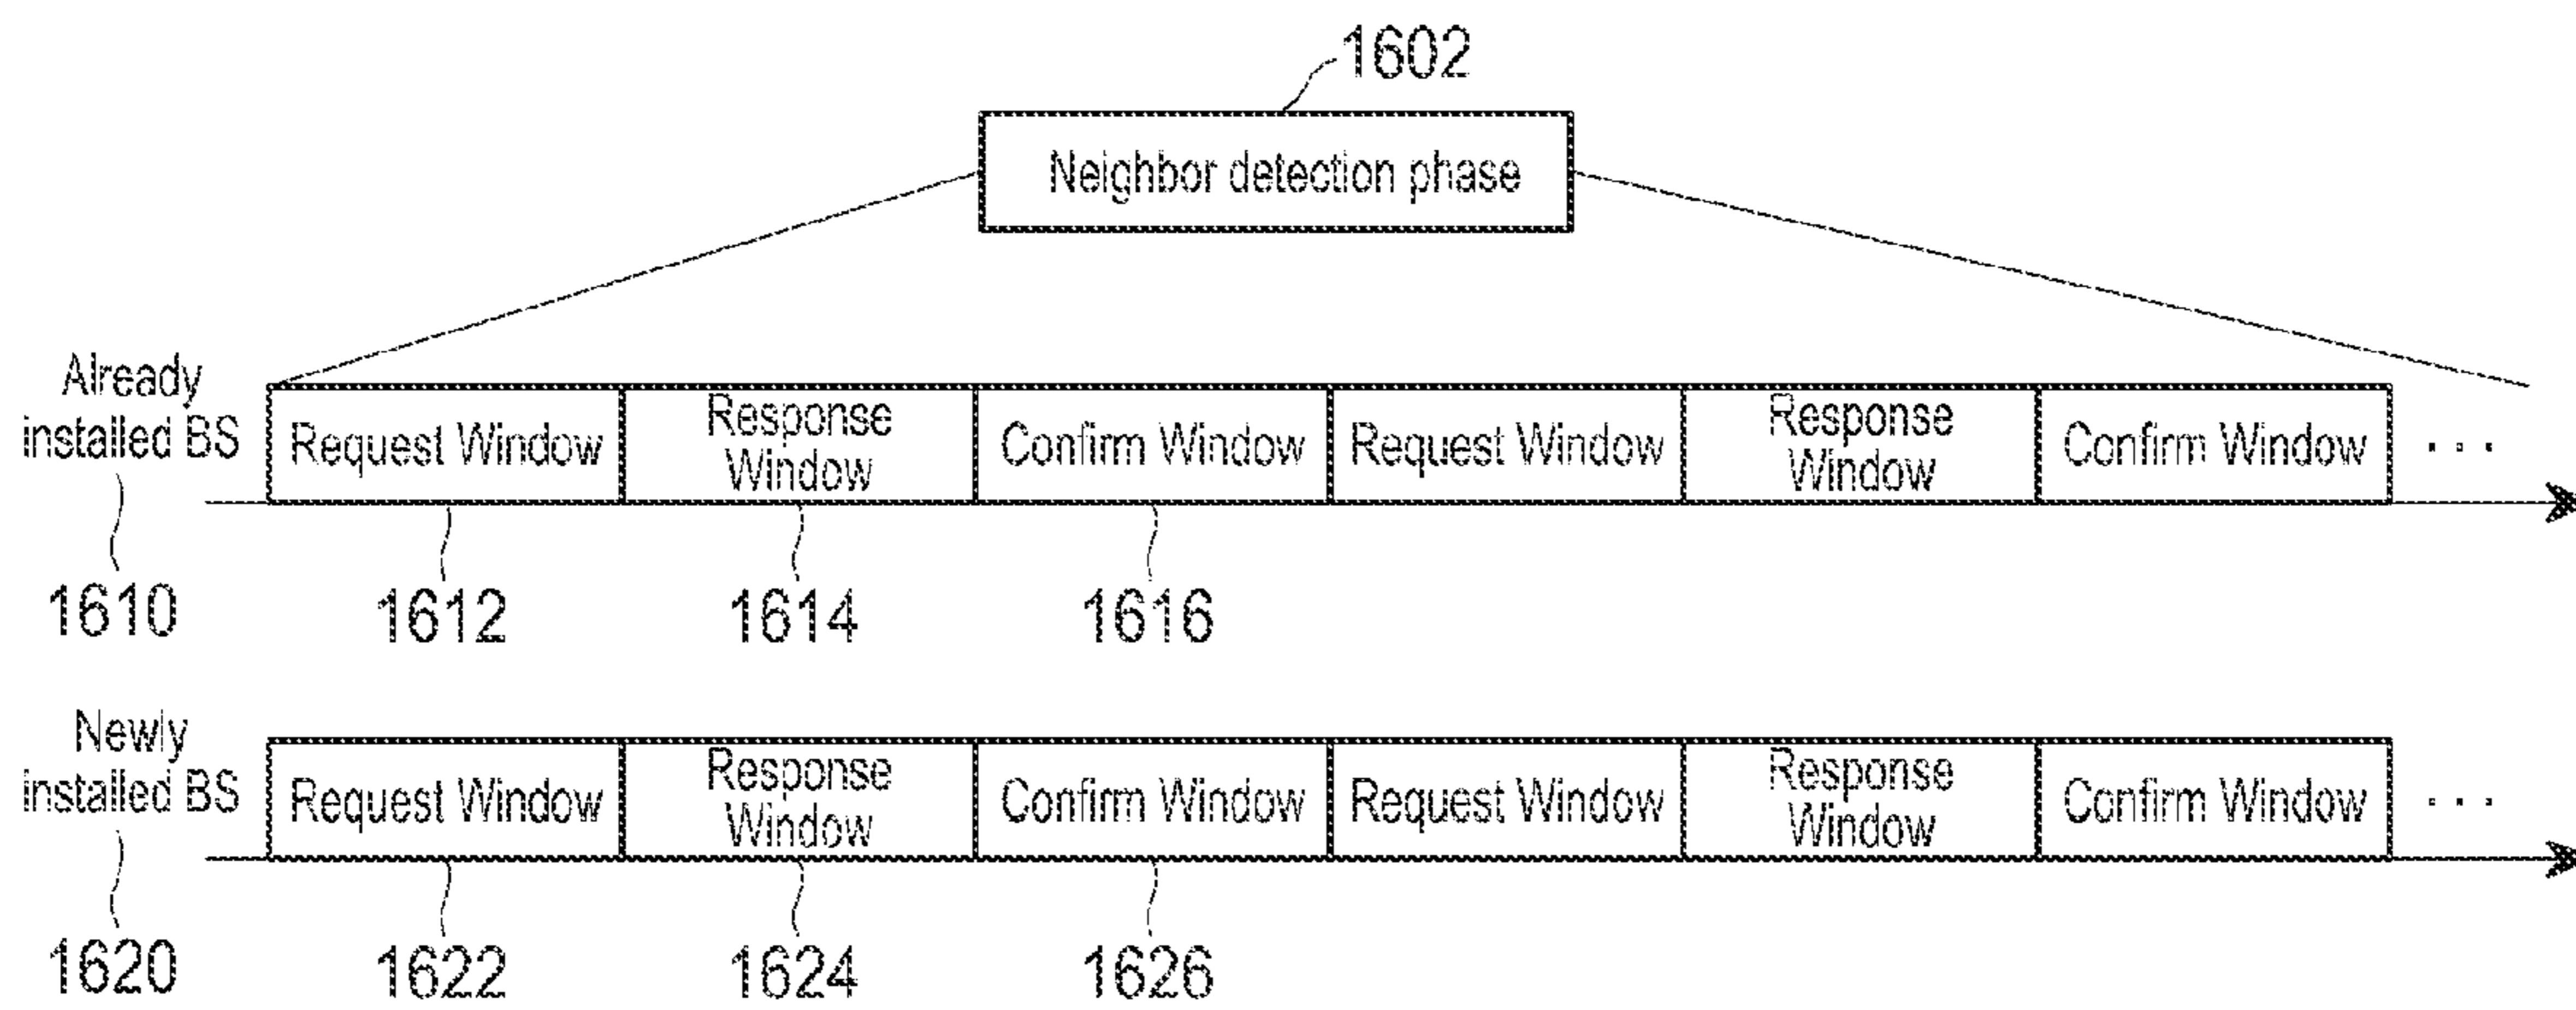 1602
Neighbor detection phase
Already
installed BS
Request Window
Response
Window
Confirm Window
Request Window
Response
Window
Confirm Window
...
1610
1612
1614
1616
Newly
installed BS
Request Window
Response
Window
Confirm Window
Request Window
Response
Window
Confirm Window
...
1620
1622
1624
1626